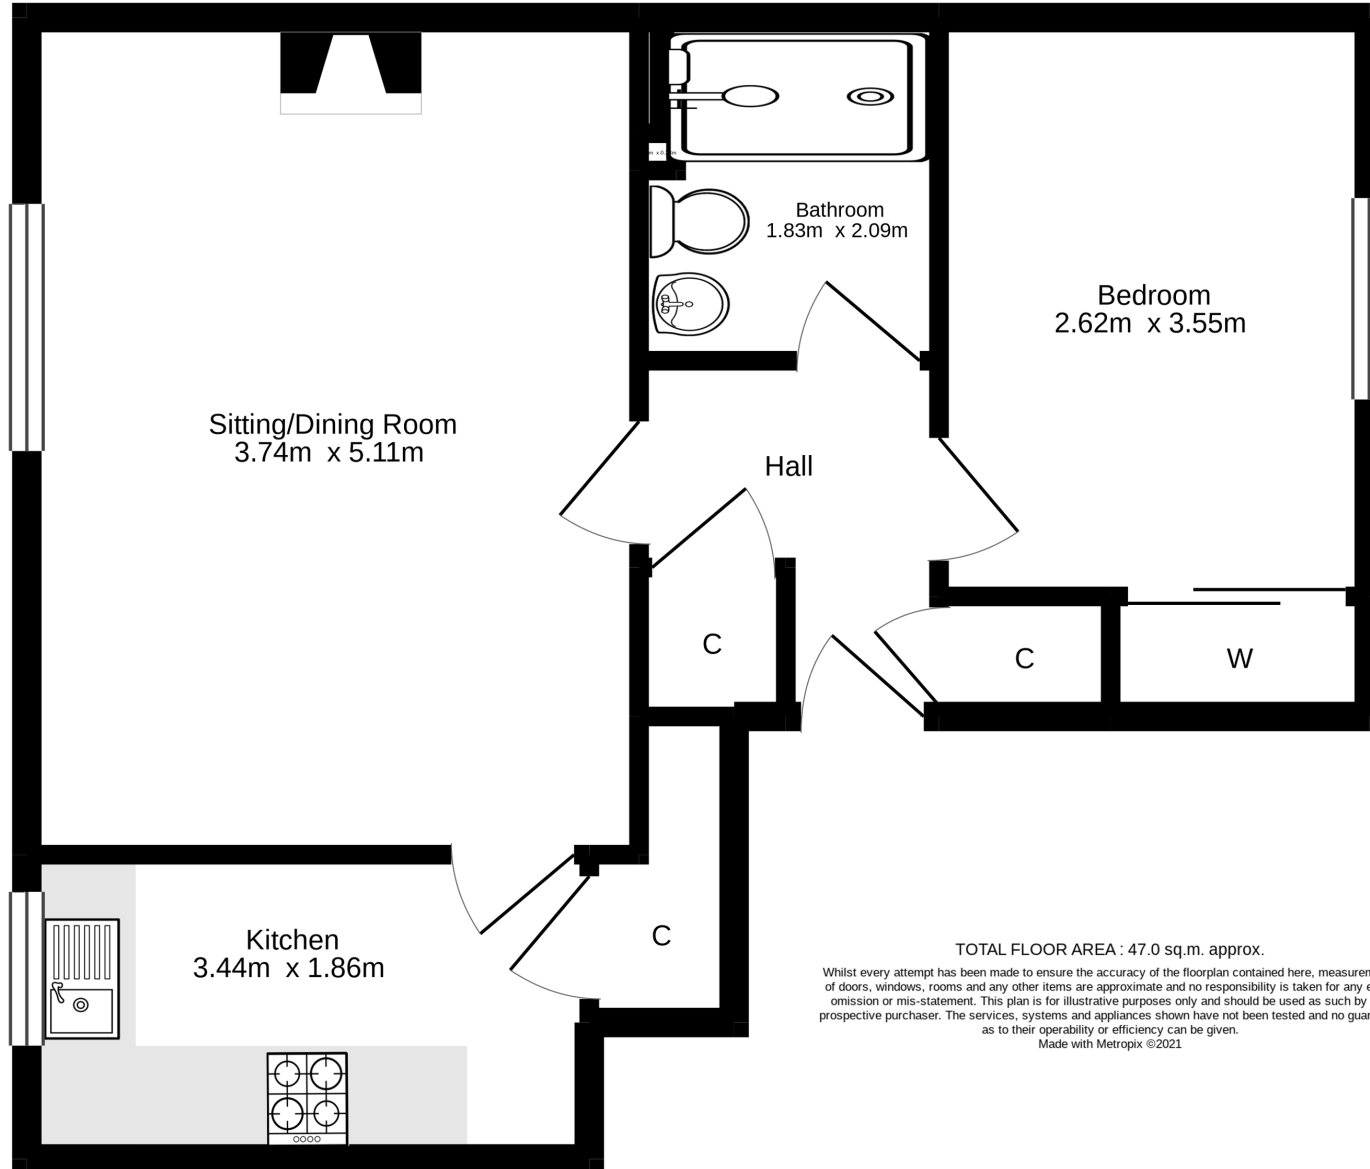 Bathroom
1.83m x 2.09m
Bedroom
2.62m x 3.55m
Sitting/Dining Room
3.74m x 5.11m
Hall
C
C
W
Kitchen
3.44m x 1.86m
C
TOTAL FLOOR AREA : 47.0 sq.m. approx.
Whilst every attempt has been made to ensure the accuracy of the floorplan contained here, measurem
of doors, windows, rooms and any other items are approximate and no responsibility is taken for any e
omission or mis-statement. This plan is for illustrative purposes only and should be used as such by
prospective purchaser. The services, systems and appliances shown have not been tested and no guar
as to their operability or efficiency can be given.
Made with Metropix ©2021